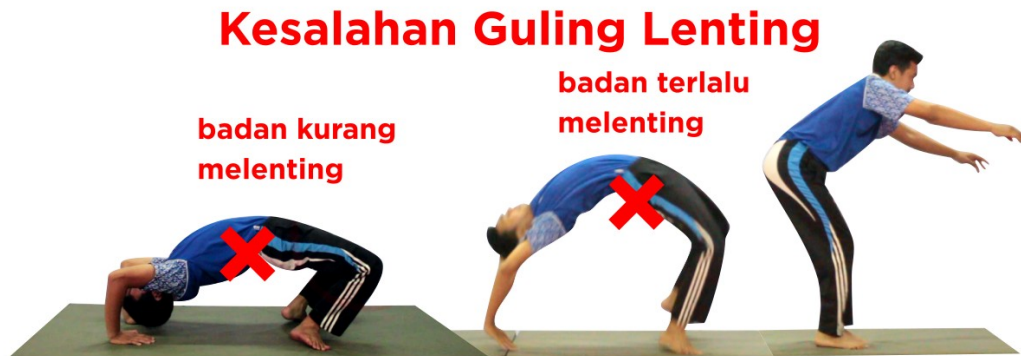 Kesalahan Guling Lenting
badan kurang
melenting
badan terlalu
melenting